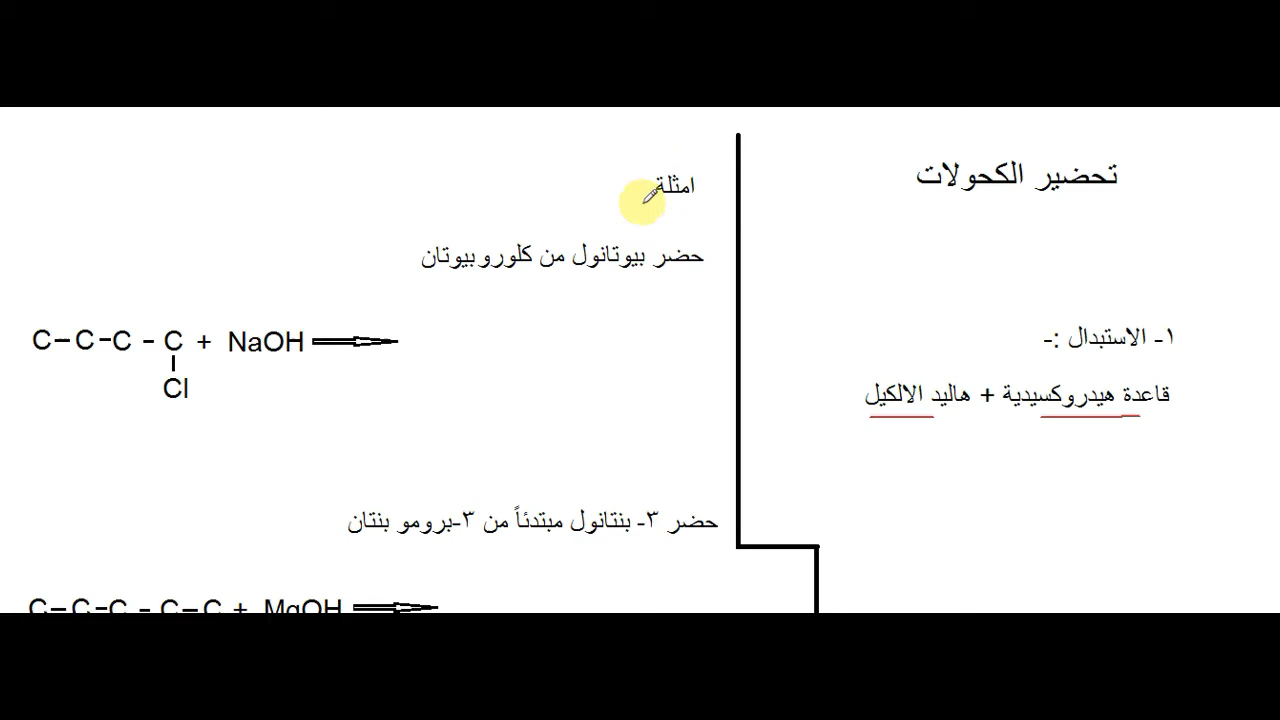 تحضير الكحولات
١- الاستبدال :-
قاعدة هيدروكسيدية + هاليد الالكيل
امثلة
حضر بيوتانول من كلوروبيوتان
C–C–C–C + NaOH
Cl
حضر ٣- بنتانول مبتدئاً من ٣-برومو بنتان
C–C–C–C–C + MgOH